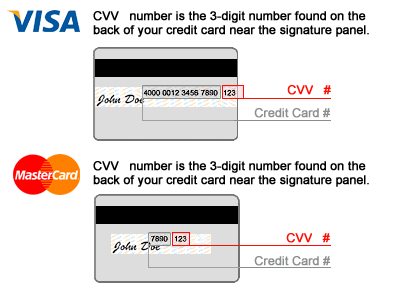 VISA
CVV number is the 3-digit number found on the
back of your credit card near the signature panel.
4000 0012 3456 7890 123
John Doe
CVV #
Credit Card #
MasterCard
CVV number is the 3-digit number found on the
back of your credit card near the signature panel.
7890 123
John Doe
CVV #
Credit Card #